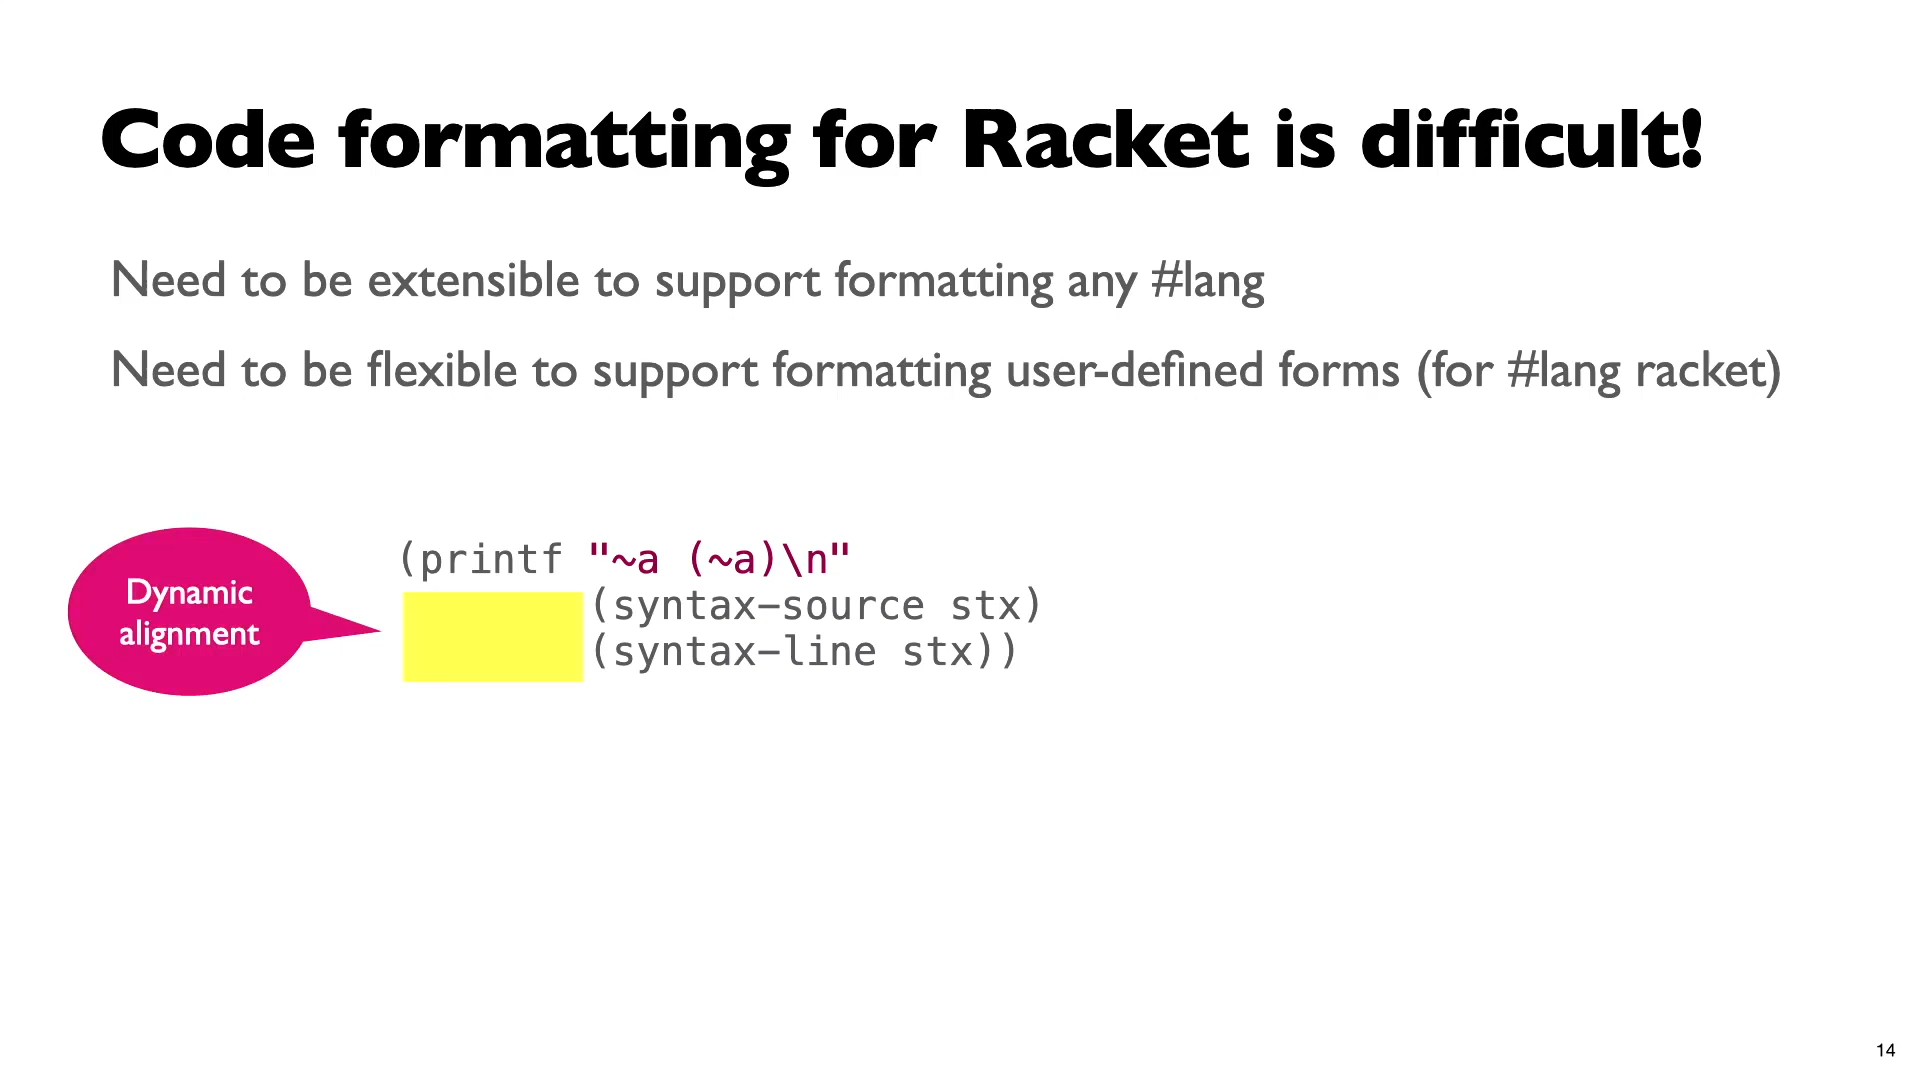 Code formatting for Racket is difficult!
Need to be extensible to support formatting any #lang
Need to be flexible to support formatting user-defined forms (for #lang racket)
Dynamic
alignment
(printf "~a (~a)\n"
(syntax-source stx)
(syntax-line stx))
14